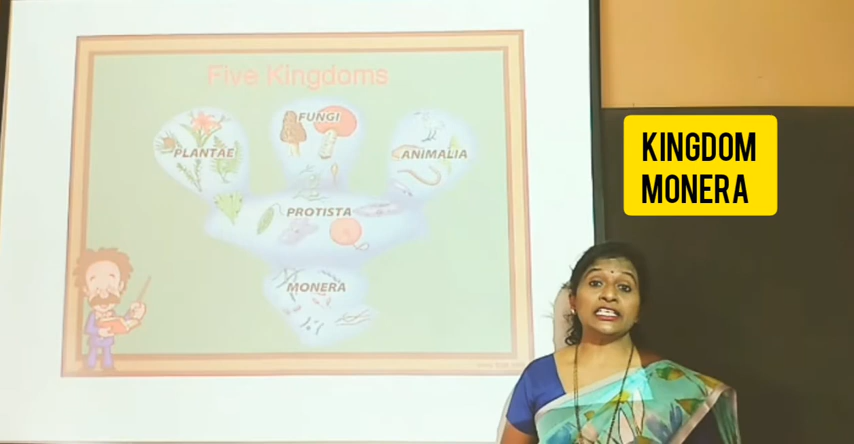 Five Kingdoms
FUNGI
PLANTAE
ANIMALIA
PROTISTA
MONERA
KINGDOM
MONERA